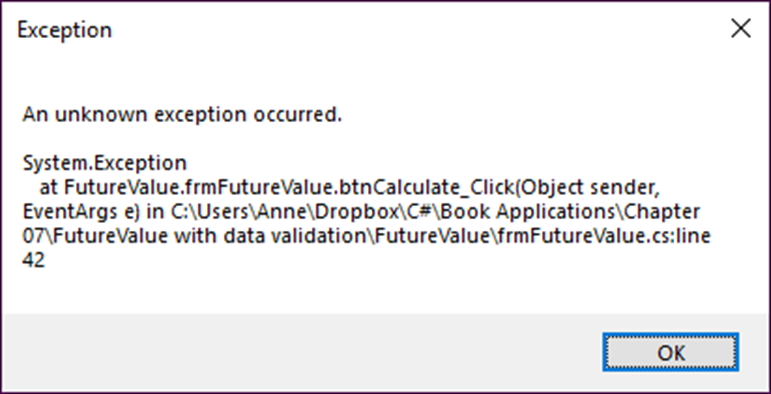 Exception
An unknown exception occurred.
System.Exception
at FutureValue.frmFutureValue.btnCalculate_Click(Object sender,
EventArgs e) in C:\Users\Anne\Dropbox\C#\Book Applications\Chapter
07\FutureValue with data validation\FutureValue\frmFutureValue.cs:line
42
OK